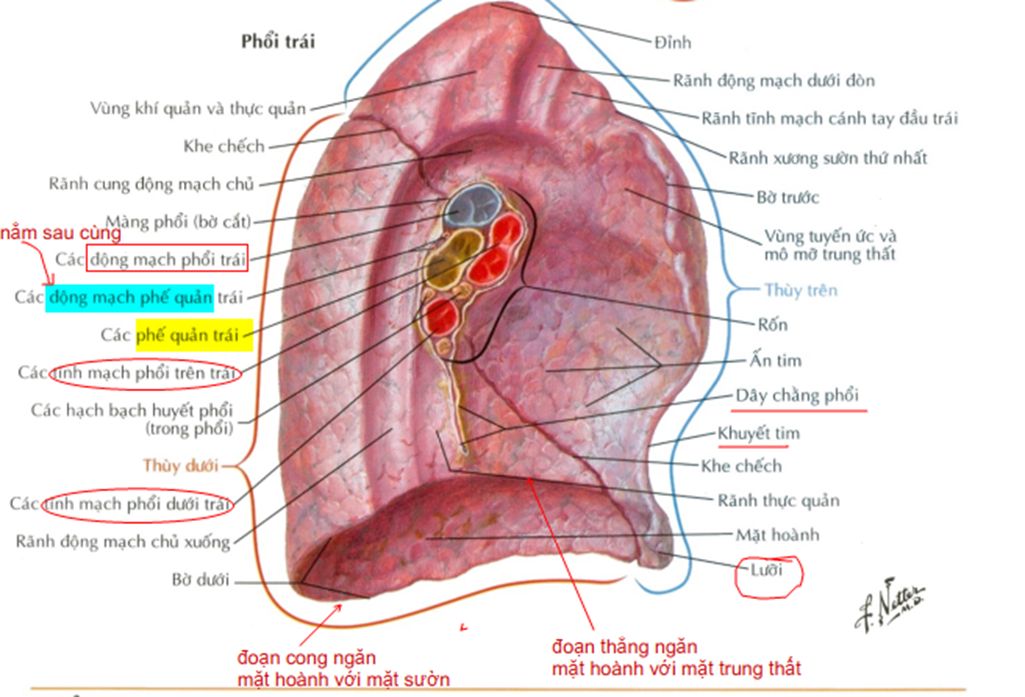 Phổi trái
Vùng khí quản và thực quản
Khe chếch
Rãnh cung động mạch chủ
Màng phổi (bờ cắt)
nằm sau cùng
Các động mạch phổi trái
Các động mạch phế quản trái
Các phế quản trái
Các tĩnh mạch phổi trên trái
Các hạch bạch huyết phổi
(trong phổi)
Thùy dưới
Các tĩnh mạch phổi dưới trái
Rãnh động mạch chủ xuống
Bờ dưới
Đỉnh
Rãnh động mạch dưới đòn
Rãnh tĩnh mạch cánh tay đầu trái
Rãnh xương sườn thứ nhất
Bờ trước
Vùng tuyến ức và
mô mỡ trung thất
Thùy trên
Rốn
Ấn tim
Dây chằng phổi
Khuyết tim
Khe chếch
Rãnh thực quản
Mặt hoành
Lưỡi
đoạn cong ngăn
mặt hoành với mặt sườn
đoạn thẳng ngăn
mặt hoành với mặt trung thất
F. Netter
M.D.